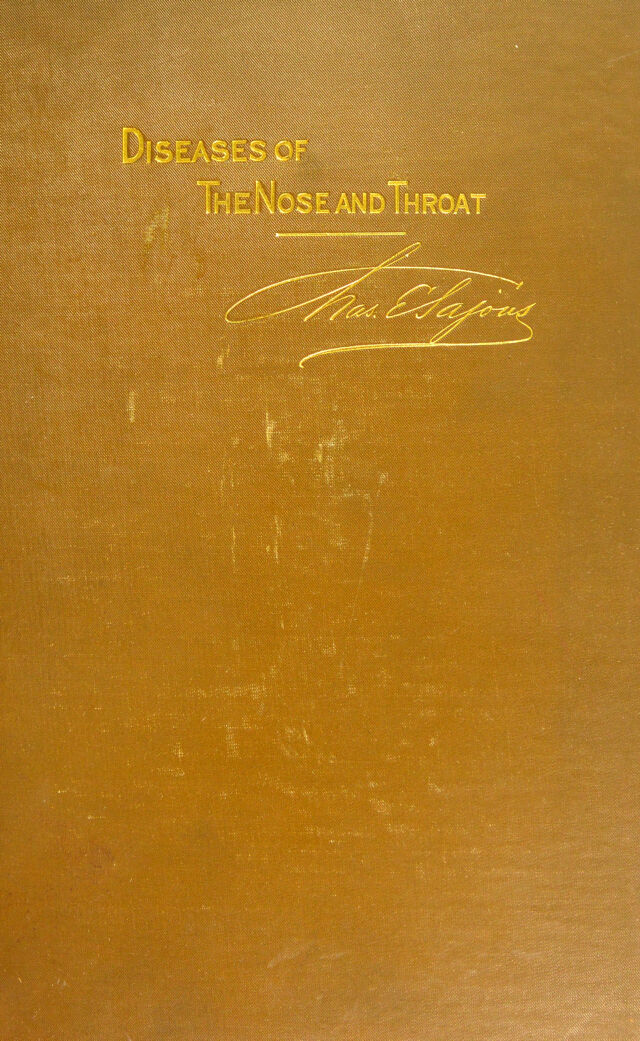 DISEASES OF
THE NOSE AND THROAT
Chas. E Sajous